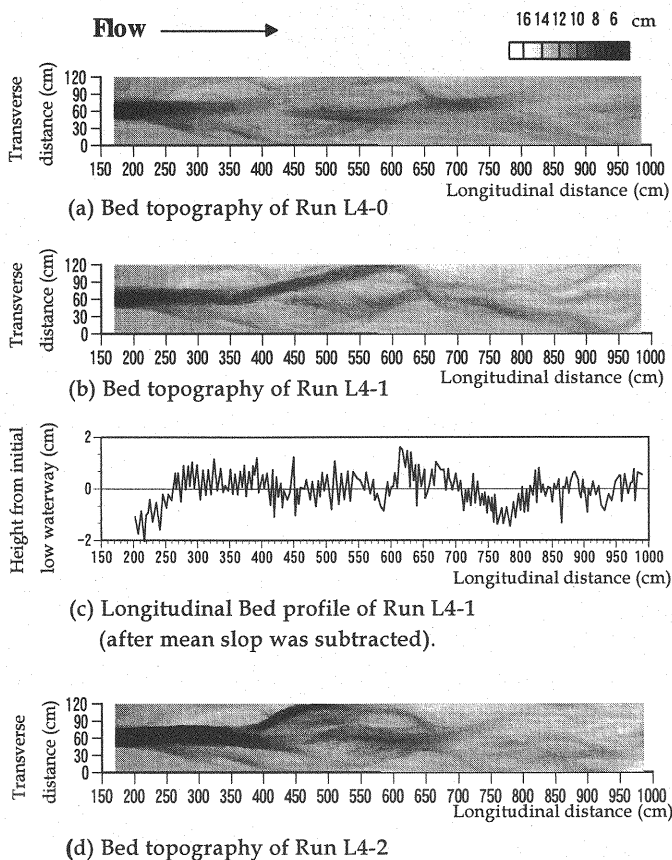 Flow
16 14 12 10 8 6 cm
Transverse distance (cm)
120
90
60
30
0
150 200 250 300 350 400 450 500 550 600 650 700 750 800 850 900 950 1000
Longitudinal distance (cm)
(a) Bed topography of Run L4-0
Transverse distance (cm)
120
90
60
30
0
150 200 250 300 350 400 450 500 550 600 650 700 750 800 850 900 950 1000
Longitudinal distance (cm)
(b) Bed topography of Run L4-1
Height from initial low waterway (cm)
2
0
-2
150 200 250 300 350 400 450 500 550 600 650 700 750 800 850 900 950 1000
Longitudinal distance (cm)
(c) Longitudinal Bed profile of Run L4-1
(after mean slop was subtracted).
Transverse distance (cm)
120
90
60
30
0
150 200 250 300 350 400 450 500 550 600 650 700 750 800 850 900 950 1000
Longitudinal distance (cm)
(d) Bed topography of Run L4-2